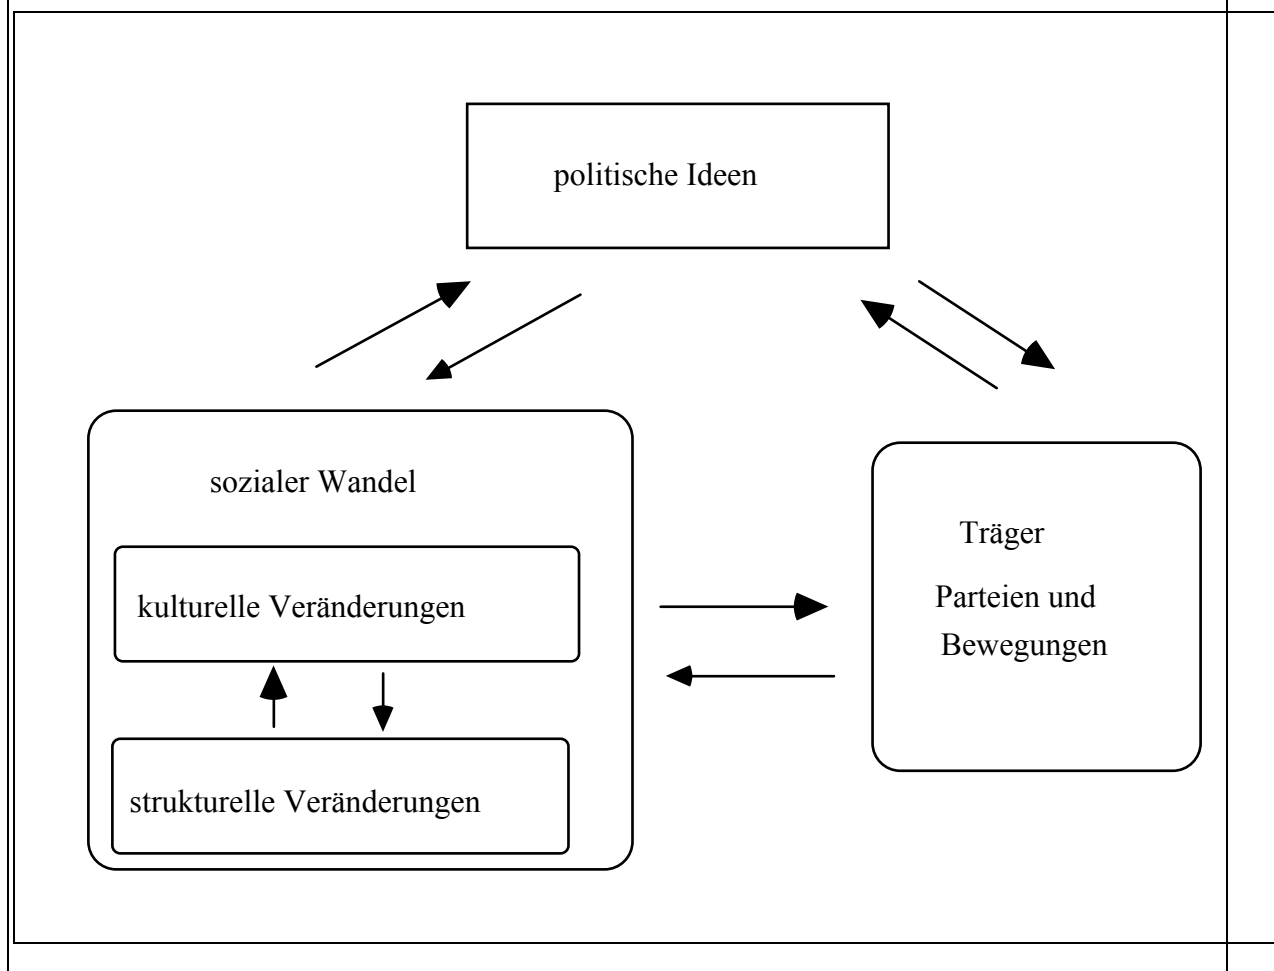 politische Ideen
sozialer Wandel
kulturelle Veränderungen
strukturelle Veränderungen
Träger
Parteien und
Bewegungen